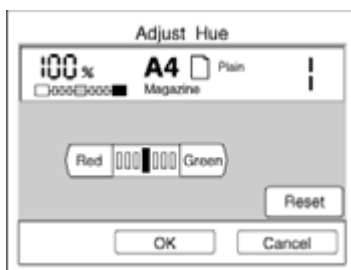 Adjust Hue
100% A4 Plain 1
Magazine
Red Green
Reset
OK Cancel